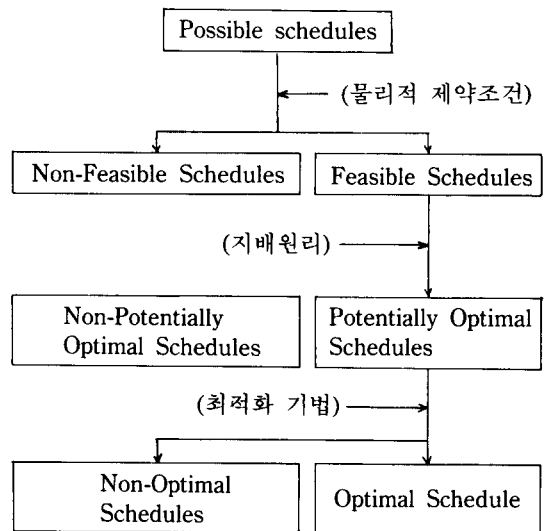 Possible schedules
(물리적 제약조건)
Non-Feasible Schedules
Feasible Schedules
(지배원리)
Non-Potentially
Optimal Schedules
Potentially Optimal
Schedules
(최적화 기법)
Non-Optimal
Schedules
Optimal Schedule